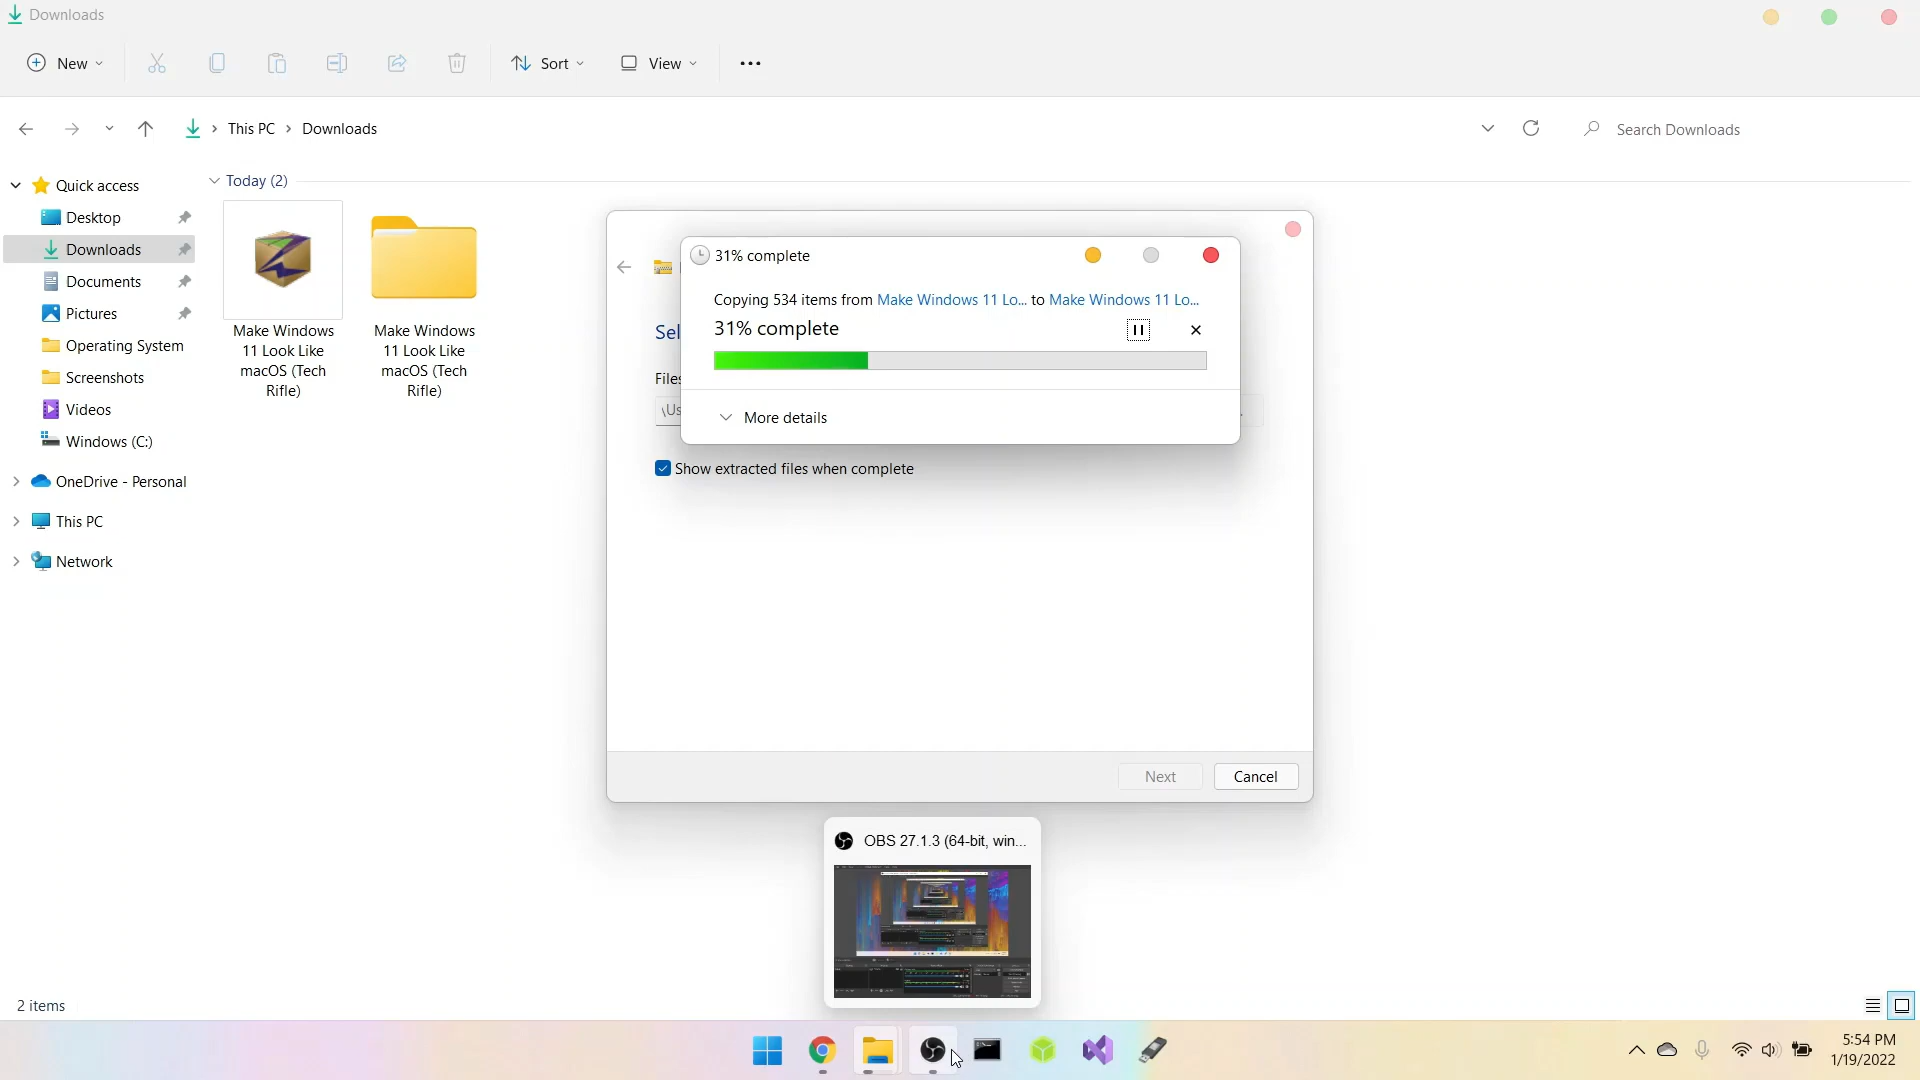 Downloads
New
Sort
View
This PC
Downloads
Search Downloads
Quick access
Desktop
Downloads
Documents
Pictures
Operating System
Screenshots
Videos
Windows (C:)
OneDrive - Personal
This PC
Network
Today (2)
Make Windows
11 Look Like
macOS (Tech
Rifle)
Make Windows
11 Look Like
macOS (Tech
Rifle)
31% complete
Copying 534 items from Make Windows 11 Lo... to Make Windows 11 Lo...
31% complete
More details
Sel
Files
\Us
Show extracted files when complete
Next
Cancel
OBS 27.1.3 (64-bit, win...
2 items
5:54 PM
1/19/2022